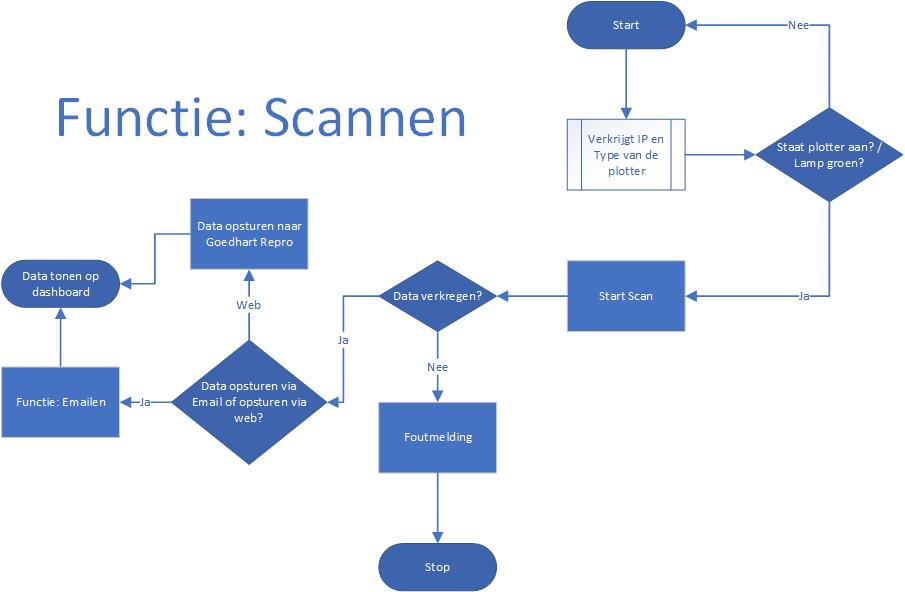 Start
Nee
Functie: Scannen
Verkrijgt IP en
Type van de
plotter
Staat plotter aan? /
Lamp groen?
Data opsturen naar
Goedhart Repro
Data tonen op
dashboard
Web
Data verkregen?
Start Scan
Ja
Ja
Nee
Functie: Emailen
Ja
Data opsturen via
Email of opsturen via
web?
Foutmelding
Stop